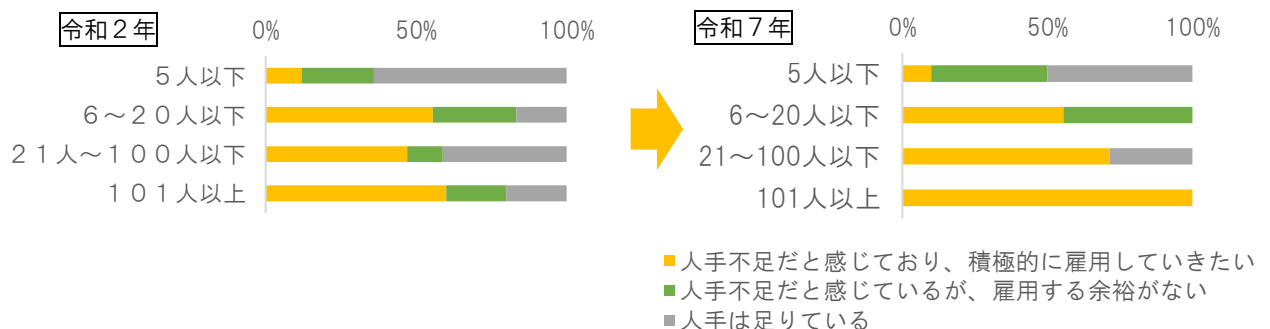 令和２年
0% 50% 100%
５人以下
６～２０人以下
２１人～１００人以下
１０１人以上
令和７年
0% 50% 100%
5人以下
6～20人以下
21～100人以下
101人以上
人手不足だと感じており、積極的に雇用していきたい
人手不足だと感じているが、雇用する余裕がない
人手は足りている